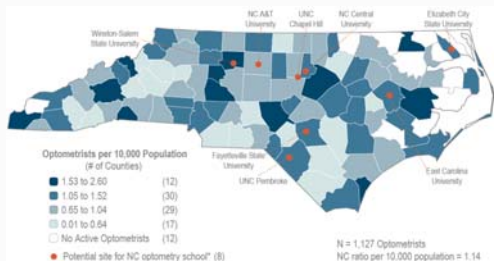 NC A&T
University
UNC
Chapel Hill
NC Central
University
Elizabeth City
State University
Winston-Salem
State University
Optometrists per 10,000 Population
(# of Counties)
1.53 to 2.60 (12)
1.05 to 1.52 (30)
0.65 to 1.04 (29)
0.01 to 0.64 (17)
No Active Optometrists (12)
Potential site for NC optometry school* (8)
Fayetteville State
University
UNC Pembroke
East Carolina
University
N = 1,127 Optometrists
NC ratio per 10,000 population = 1.14